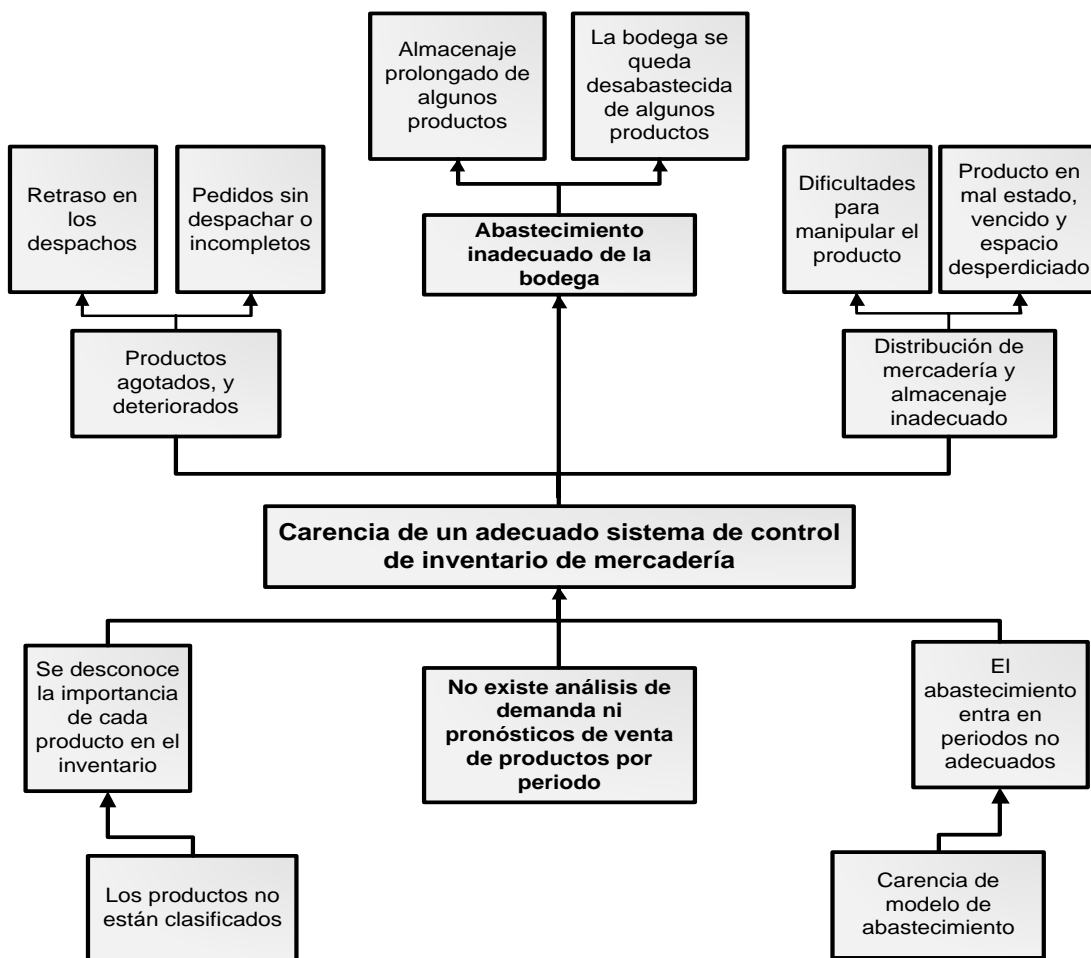 Almacenaje
prolongado de
algunos
productos
La bodega se
queda
desabastecida
de algunos
productos
Retraso en
los
despachos
Pedidos sin
despachar o
incompletos
Dificultades
para
manipular el
producto
Producto en
mal estado,
vencido y
espacio
desperdiciado
Abastecimiento
inadecuado de la
bodega
Productos
agotados, y
deteriorados
Distribución de
mercadería y
almacenaje
inadecuado
Carencia de un adecuado sistema de control
de inventario de mercadería
Se desconoce
la importancia
de cada
producto en el
inventario
No existe análisis de
demanda ni
pronósticos de venta
de productos por
periodo
El
abastecimiento
entra en
periodos no
adecuados
Los productos no
están clasificados
Carencia de
modelo de
abastecimiento